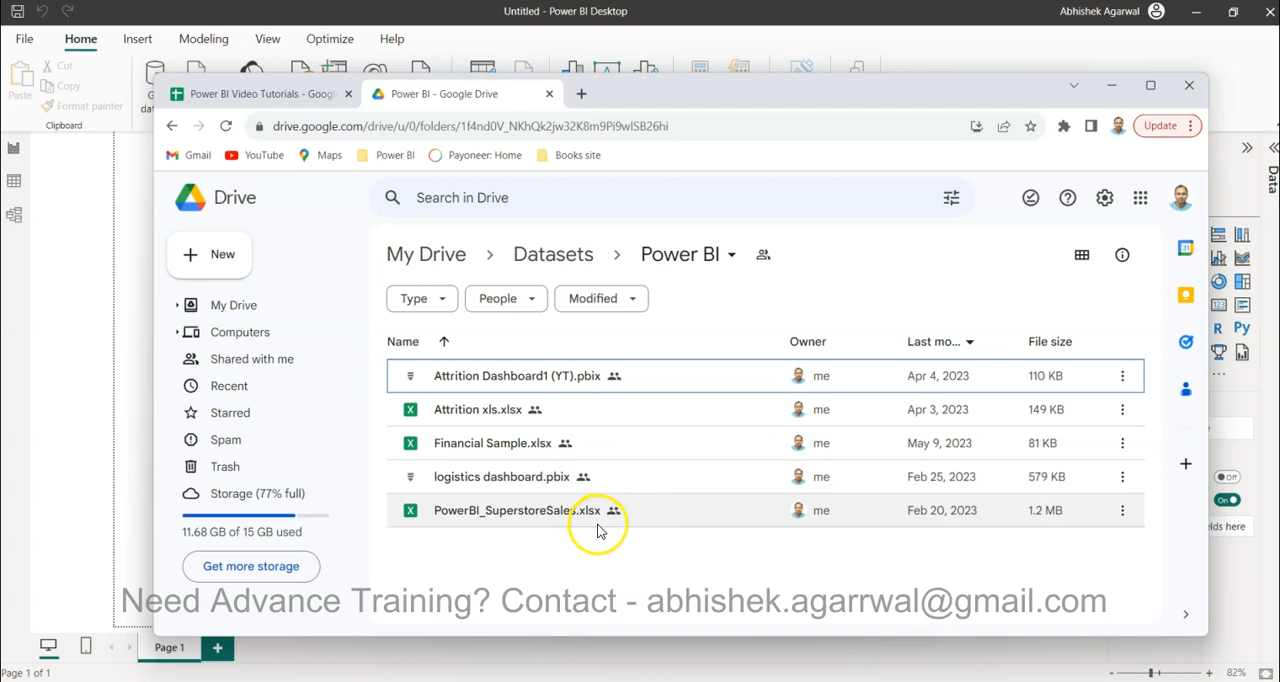 Untitled - Power BI Desktop
Abhishek Agarwal
File Home Insert Modeling View Optimize Help
Paste
Cut
Copy
Format painter
Clipboard
Power BI Video Tutorials - Googl
Power BI - Google Drive
drive.google.com/drive/u/0/folders/1f4nd0V_NKhQk2jw32K8m9Pi9wISB26hi
Update
Gmail YouTube Maps Power BI Payoneer: Home Books site
Drive
Search in Drive
Data
New
My Drive > Datasets > Power BI
Type People Modified
My Drive
Computers
Shared with me
Recent
Starred
Spam
Trash
Storage (77% full)
11.68 GB of 15 GB used
Get more storage
Name Owner Last mo... File size
Attrition Dashboard1 (YT).pbix me Apr 4, 2023 110 KB
Attrition xls.xlsx me Apr 3, 2023 149 KB
Financial Sample.xlsx me May 9, 2023 81 KB
logistics dashboard.pbix me Feb 25, 2023 579 KB
PowerBI_SuperstoreSales.xlsx me Feb 20, 2023 1.2 MB
R Py
Off
On
elds here
Need Advance Training? Contact - abhishek.agarrwal@gmail.com
Page 1
Page 1 of 1
82%